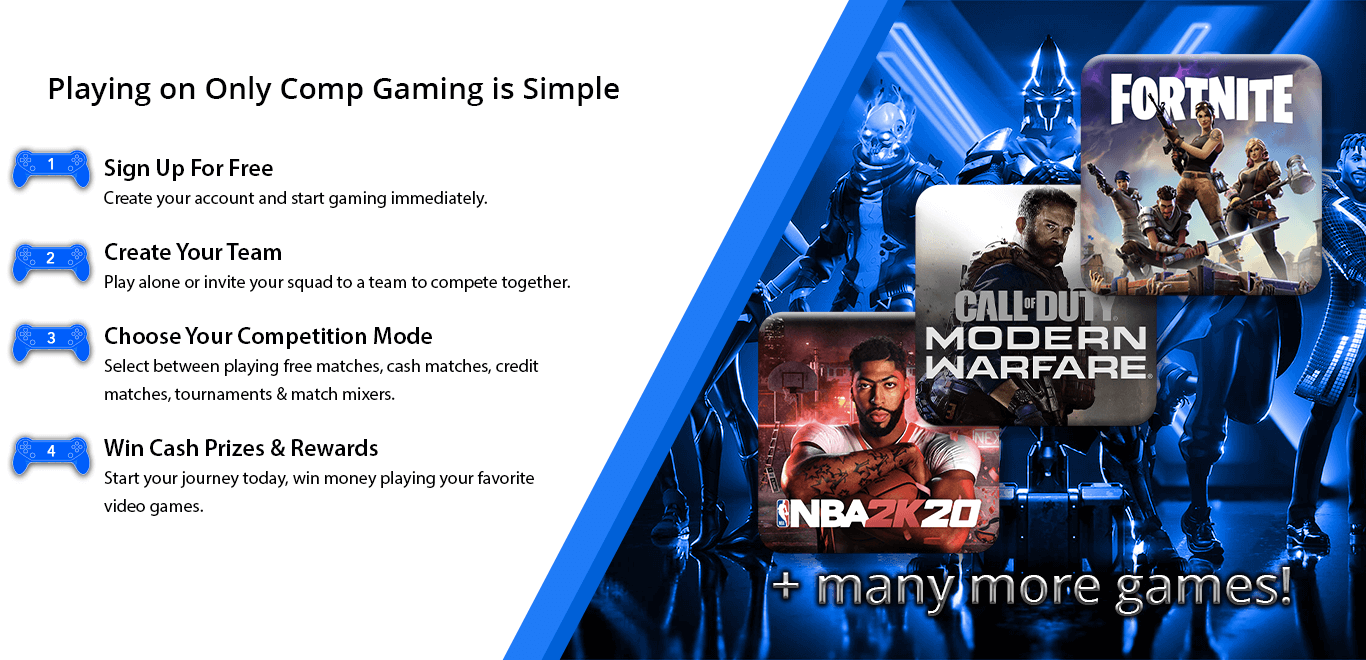 Playing on Only Comp Gaming is Simple
1
Sign Up For Free
Create your account and start gaming immediately.
2
Create Your Team
Play alone or invite your squad to a team to compete together.
3
Choose Your Competition Mode
Select between playing free matches, cash matches, credit
matches, tournaments & match mixers.
4
Win Cash Prizes & Rewards
Start your journey today, win money playing your favorite
video games.
FORTNITE
CALL OF DUTY
MODERN
WARFARE
NBA 2K20
+ many more games!